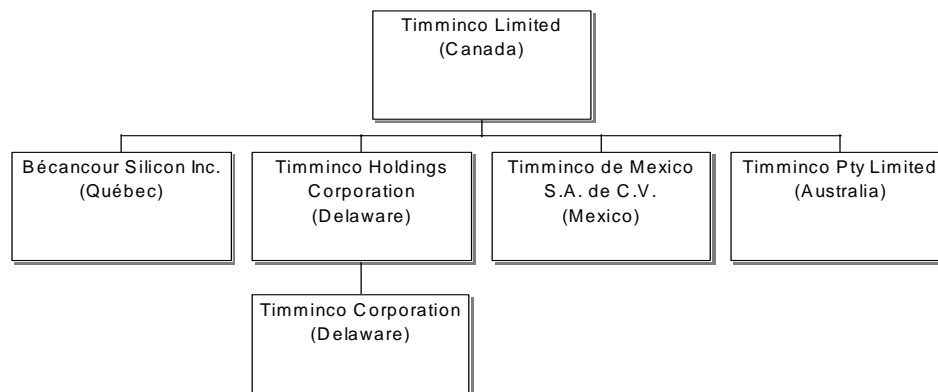 Timminco Limited
(Canada)
Bécancour Silicon Inc.
(Québec)
Timminco Holdings
Corporation
(Delaware)
Timminco de Mexico
S.A. de C.V.
(Mexico)
Timminco Pty Limited
(Australia)
Timminco Corporation
(Delaware)